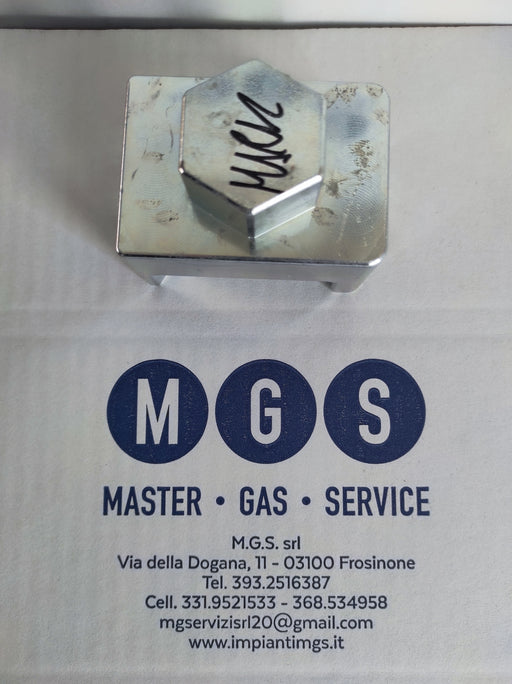 M G S
MASTER • GAS • SERVICE
M.G.S. srl
Via della Dogana, 11 - 03100 Frosinone
Tel. 393.2516387
Cell. 331.9521533 - 368.534958
mgservizisrl20@gmail.com
www.impiantimgs.it